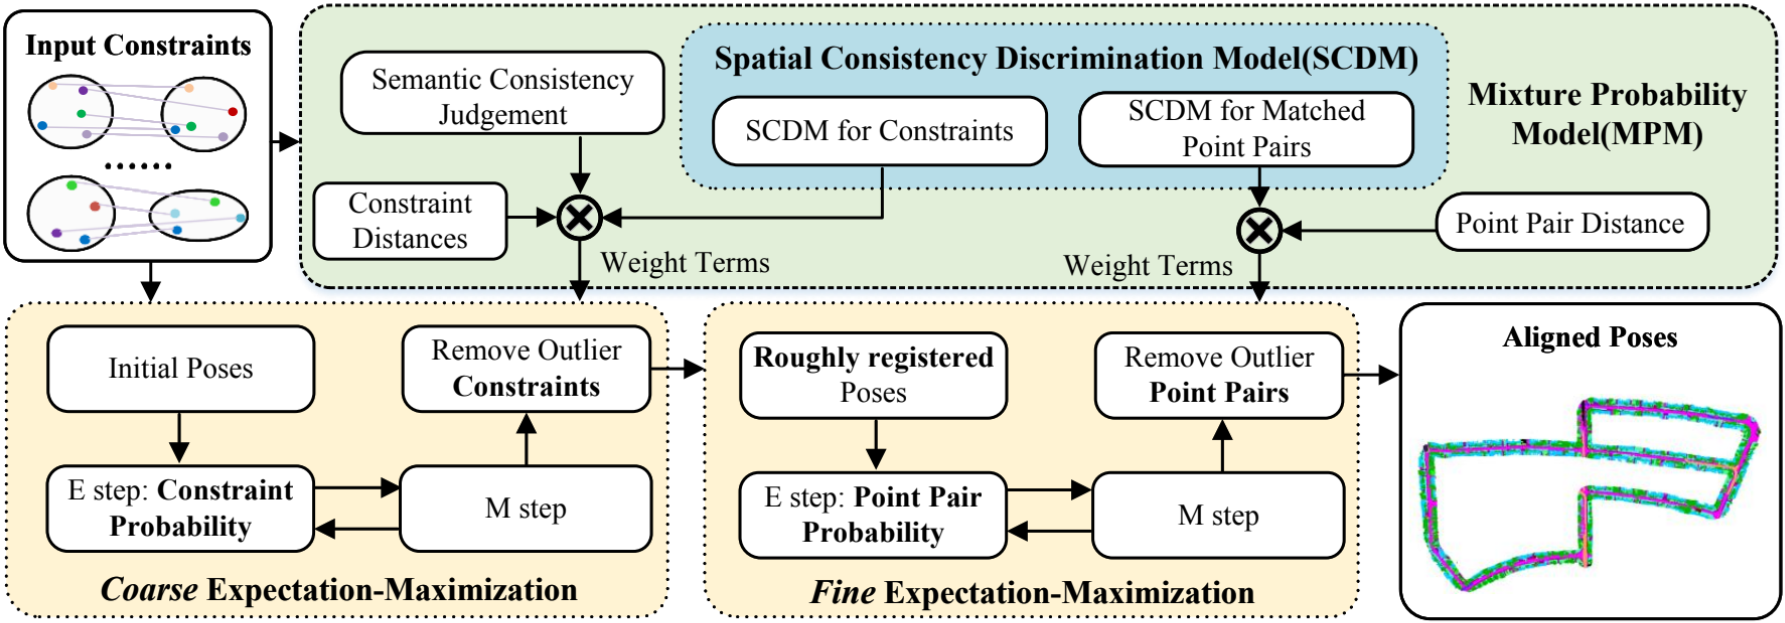 Input Constraints
Semantic Consistency
Judgement
Spatial Consistency Discrimination Model(SCDM)
SCDM for Constraints
SCDM for Matched
Point Pairs
Mixture Probability
Model(MPM)
Constraint
Distances
Point Pair Distance
Weight Terms
Weight Terms
Initial Poses
Remove Outlier
Constraints
E step: Constraint
Probability
M step
Coarse Expectation-Maximization
Roughly registered
Poses
Remove Outlier
Point Pairs
E step: Point Pair
Probability
M step
Fine Expectation-Maximization
Aligned Poses